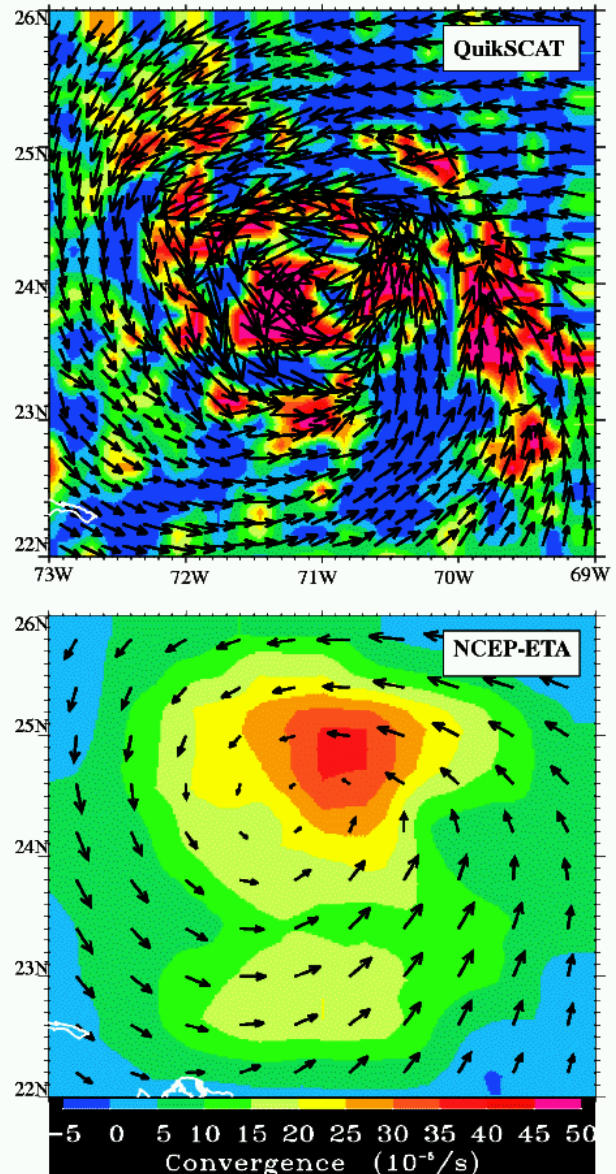 26N
QuikSCAT
25N
24N
23N
22N
73W 72W 71W 70W 69W
26N
NCEP-ETA
25N
24N
23N
22N
-5 0 5 10 15 20 25 30 35 40 45 50
Convergence (10⁻⁵/s)